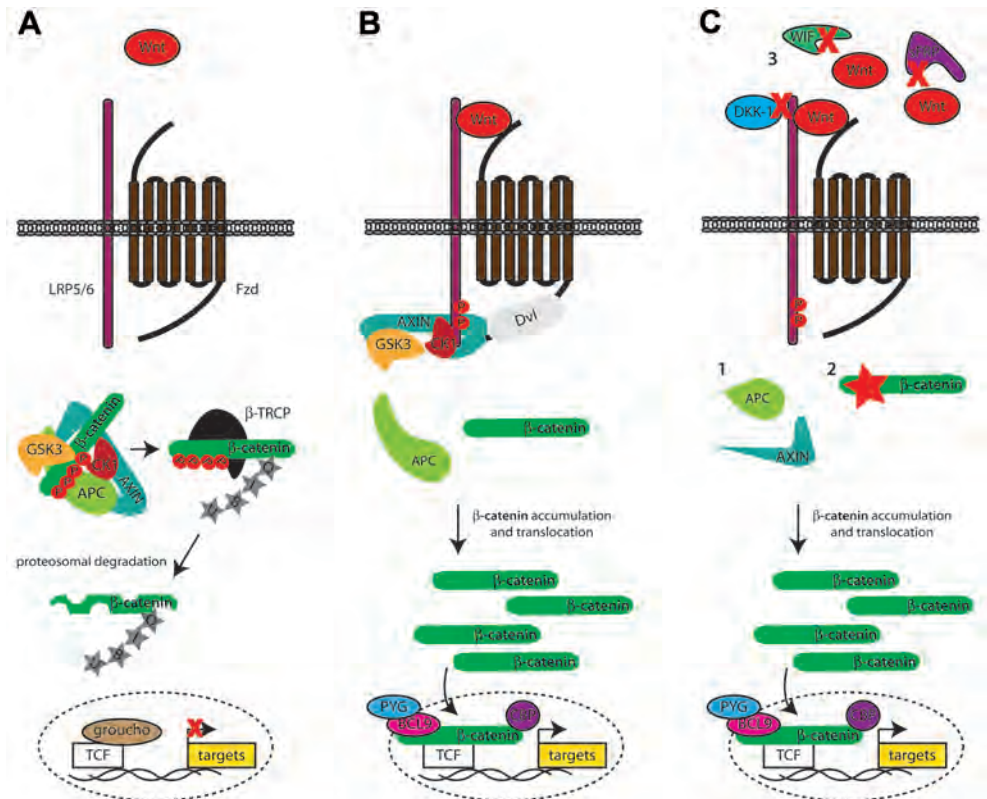 A
Wnt
LRP5/6
Fzd
β-catenin
GSK3
CK1
P
P
P
P
APC
AXIN
β-TRCP
β-catenin
P
P
P
P
U
B
I
Q
proteosomal degradation
β-catenin
U
B
I
Q
groucho
X
TCF
targets
B
Wnt
P
P
AXIN
GSK3
CK1
Dvl
APC
β-catenin
β-catenin accumulation
and translocation
β-catenin
β-catenin
β-catenin
β-catenin
PYG
BCL9
CBP
β-catenin
TCF
targets
C
3
WIF
X
Wnt
X
Wnt
DKK-1
X
Wnt
P
P
1
APC
AXIN
2
β-catenin
β-catenin accumulation
and translocation
β-catenin
β-catenin
β-catenin
β-catenin
PYG
BCL9
CBP
β-catenin
TCF
targets